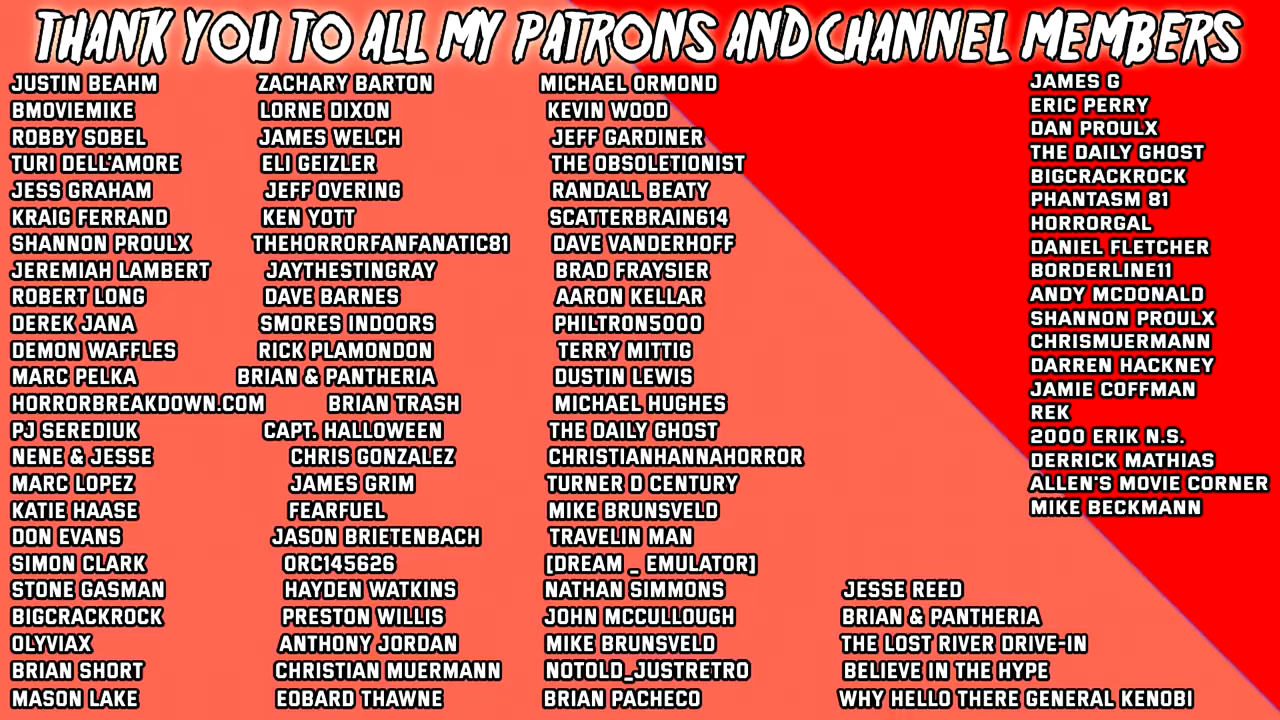 THANK YOU TO ALL MY PATRONS AND CHANNEL MEMBERS
JUSTIN BEAHM
BMOVIEMIKE
ROBBY SOBEL
TURI DELL'AMORE
JESS GRAHAM
KRAIG FERRAND
SHANNON PROULX
JEREMIAH LAMBERT
ROBERT LONG
DEREK JANA
DEMON WAFFLES
MARC PELKA
HORRORBREAKDOWN.COM
PJ SEREDIUK
NENE & JESSE
MARC LOPEZ
KATIE HAASE
DON EVANS
SIMON CLARK
STONE GASMAN
BIGCRACKROCK
OLYVIAX
BRIAN SHORT
MASON LAKE
ZACHARY BARTON
LORNE DIXON
JAMES WELCH
ELI GEIZLER
JEFF OVERING
KEN YOTT
THEHORRORFANFANATIC81
JAYTHESTINGRAY
DAVE BARNES
SMORES INDOORS
RICK PLAMONDON
BRIAN & PANTHERIA
BRIAN TRASH
CAPT. HALLOWEEN
CHRIS GONZALEZ
JAMES GRIM
FEARFUEL
JASON BRIETENBACH
ORC145626
HAYDEN WATKINS
PRESTON WILLIS
ANTHONY JORDAN
CHRISTIAN MUERMANN
EOBARD THAWNE
MICHAEL ORMOND
KEVIN WOOD
JEFF GARDINER
THE OBSOLETIONIST
RANDALL BEATY
SCATTERBRAIN614
DAVE VANDERHOFF
BRAD FRAYSIER
AARON KELLAR
PHILTRON5000
TERRY MITTIG
DUSTIN LEWIS
MICHAEL HUGHES
THE DAILY GHOST
CHRISTIANHANNAHORROR
TURNER D CENTURY
MIKE BRUNSVELD
TRAVELIN MAN
[DREAM _ EMULATOR]
NATHAN SIMMONS
JOHN MCCULLOUGH
MIKE BRUNSVELD
NOTOLD_JUSTRETRO
BRIAN PACHECO
JESSE REED
BRIAN & PANTHERIA
THE LOST RIVER DRIVE-IN
BELIEVE IN THE HYPE
WHY HELLO THERE GENERAL KENOBI
JAMES G
ERIC PERRY
DAN PROULX
THE DAILY GHOST
BIGCRACKROCK
PHANTASM 81
HORRORGAL
DANIEL FLETCHER
BORDERLINE11
ANDY MCDONALD
SHANNON PROULX
CHRISMUERMANN
DARREN HACKNEY
JAMIE COFFMAN
REK
2000 ERIK N.S.
DERRICK MATHIAS
ALLEN'S MOVIE CORNER
MIKE BECKMANN